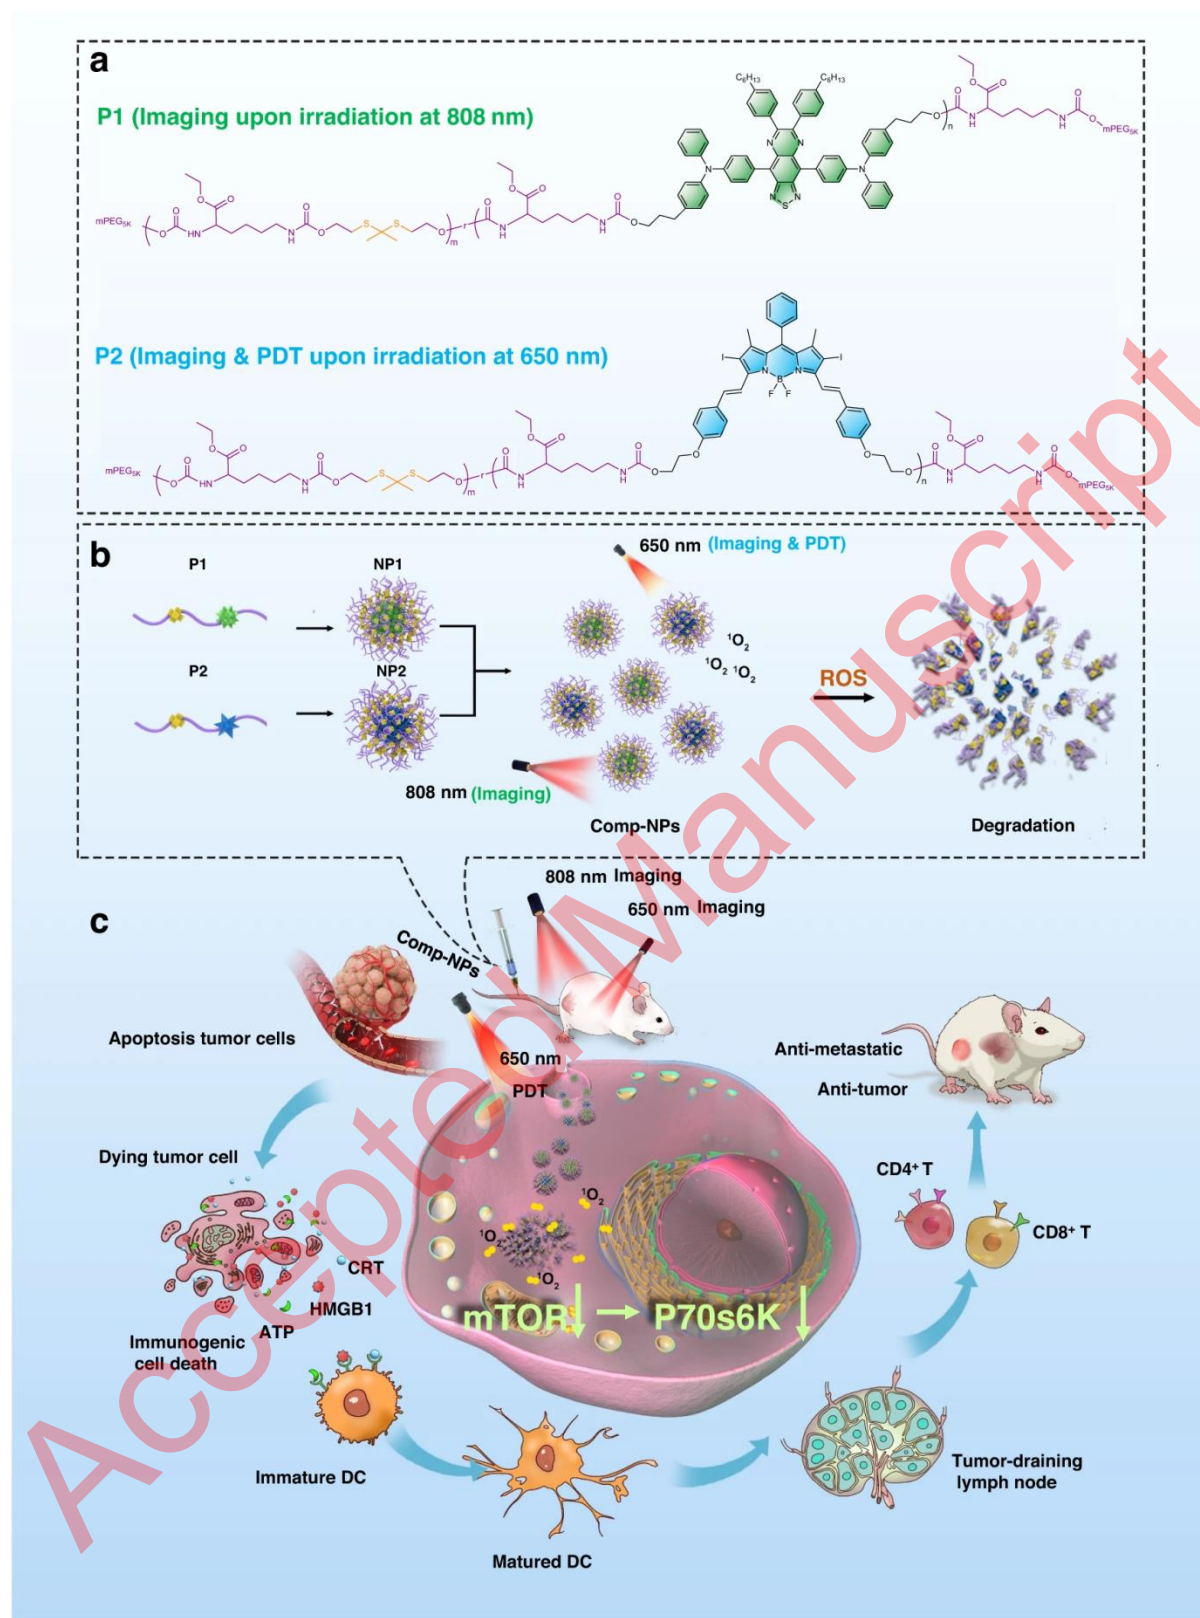 a
P1 (Imaging upon irradiation at 808 nm)
C₆H₁₃ C₆H₁₃
mPEG5K
mPEG5K
P2 (Imaging & PDT upon irradiation at 650 nm)
mPEG5K
mPEG5K
b
650 nm (Imaging & PDT)
P1
NP1
¹O₂
¹O₂ ¹O₂
P2
NP2
ROS
808 nm (Imaging)
Comp-NPs
Degradation
808 nm Imaging
650 nm Imaging
c
Comp-NPs
Apoptosis tumor cells
650 nm
PDT
Anti-metastatic
Anti-tumor
Dying tumor cell
CD4⁺ T
CD8⁺ T
¹O₂
¹O₂
¹O₂
CRT
HMGB1
ATP
Immunogenic
cell death
mTOR↓ → P70s6K↓
Immature DC
Matured DC
Tumor-draining
lymph node
Accepted Manuscript